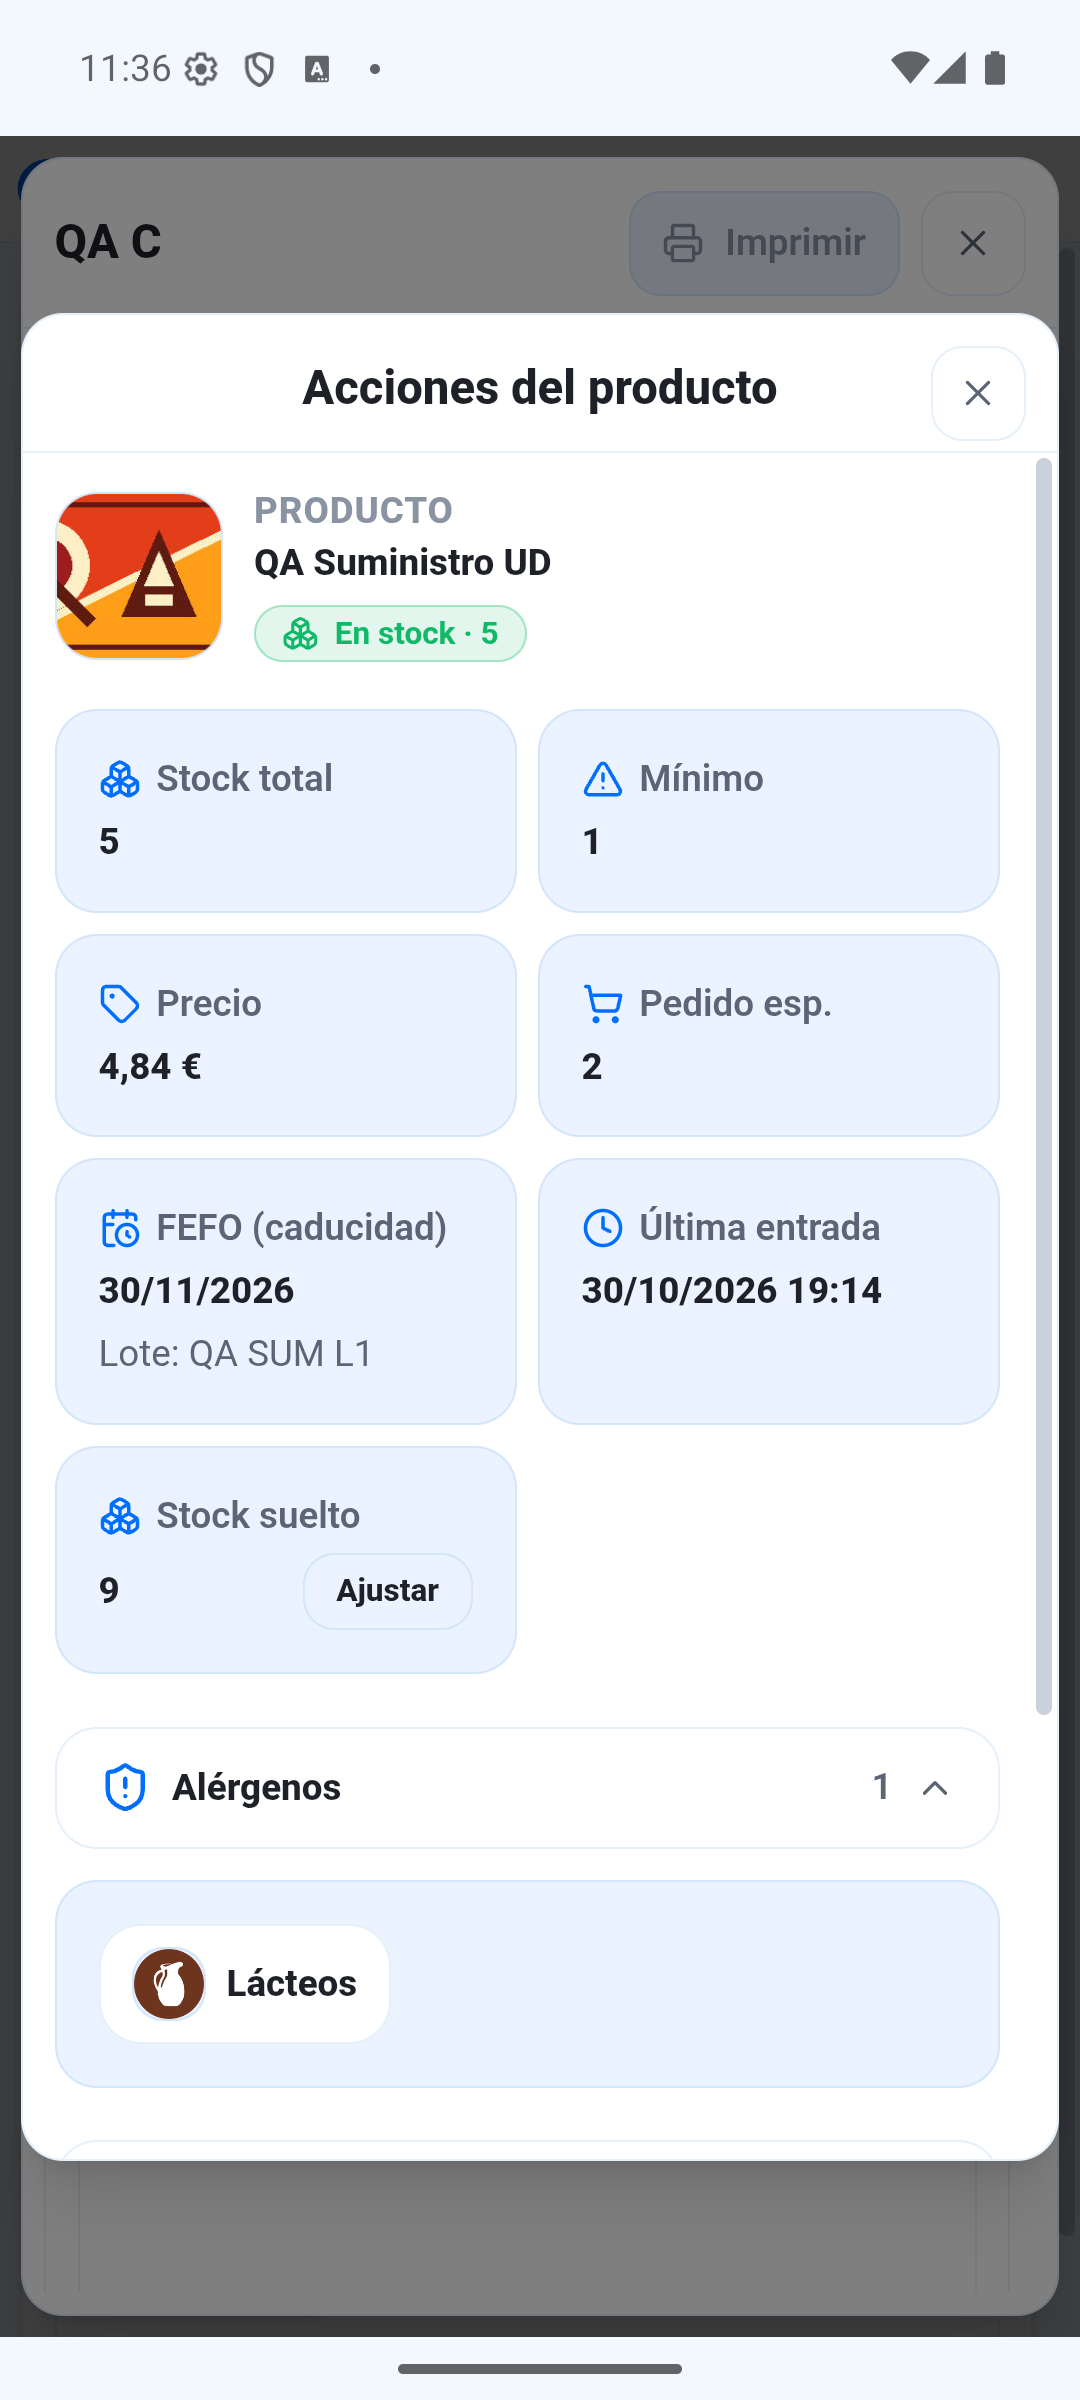 11:36
QA C
Imprimir
Acciones del producto
PRODUCTO
QA Suministro UD
En stock · 5
Stock total
5
Mínimo
1
Precio
4,84 €
Pedido esp.
2
FEFO (caducidad)
30/11/2026
Lote: QA SUM L1
Última entrada
30/10/2026 19:14
Stock suelto
9
Ajustar
Alérgenos
1
Lácteos